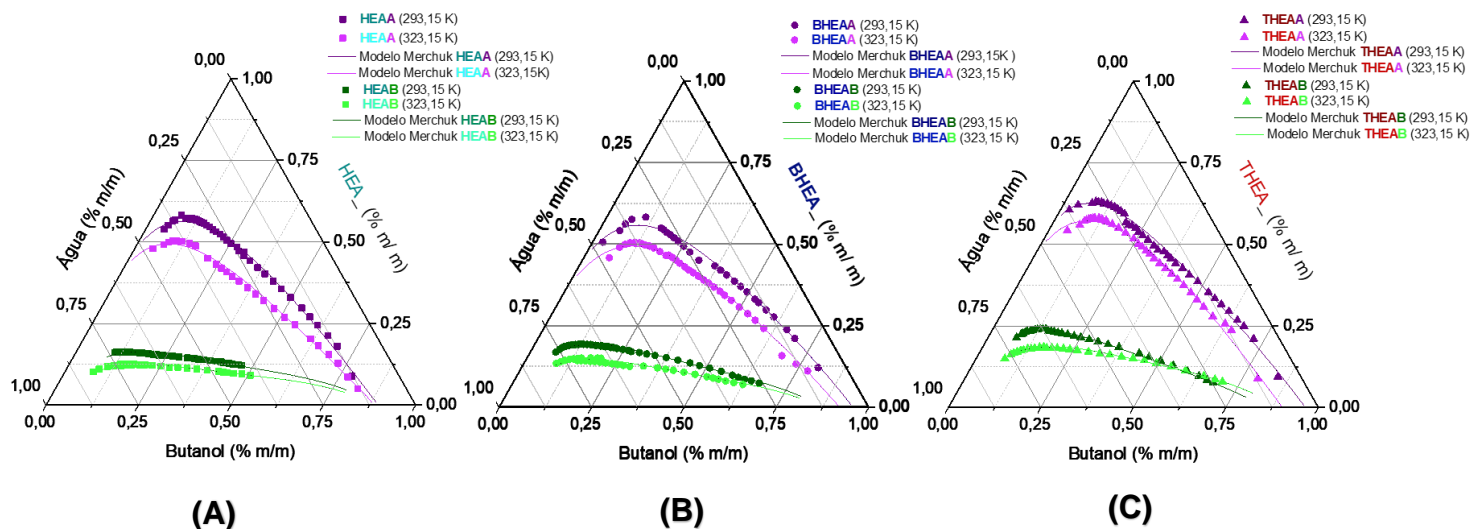 HEAA (293,15 K)
HEAA (323,15 K)
Modelo Merchuk HEAA (293,15 K)
Modelo Merchuk HEAA (323,15K)
HEAB (293,15 K)
HEAB (323,15 K)
Modelo Merchuk HEAB (293,15 K)
Modelo Merchuk HEAB (323,15 K)
0,00
1,00
0,25
0,75
0,50
0,50
0,75
0,25
1,00
0,00
0,00
0,25
0,50
0,75
1,00
Água (% m/m)
HEA_ (% m/ m)
Butanol (% m/m)
(A)
BHEAA (293,15 K)
BHEAA (323,15 K)
Modelo Merchuk BHEAA (293,15K )
Modelo Merchuk BHEAA (323,15 K)
BHEAB (293,15 K)
BHEAB (323,15 K)
Modelo Merchuk BHEAB (293,15 K)
Modelo Merchuk BHEAB (323,15 K)
0,00
1,00
0,25
0,75
0,50
0,50
0,75
0,25
1,00
0,00
0,00
0,25
0,50
0,75
1,00
Água (% m/m)
BHEA_ (% m/ m)
Butanol (% m/m)
(B)
THEAA (293,15 K)
THEAA (323,15 K)
Modelo Merchuk THEAA (293,15 K)
Modelo Merchuk THEAA (323,15 K)
THEAB (293,15 K)
THEAB (323,15 K)
Modelo Merchuk THEAB (293,15 K)
Modelo Merchuk THEAB (323,15 K)
0,00
1,00
0,25
0,75
0,50
0,50
0,75
0,25
1,00
0,00
0,00
0,25
0,50
0,75
1,00
Água (% m/m)
THEA_ (% m/ m)
Butanol (% m/m)
(C)